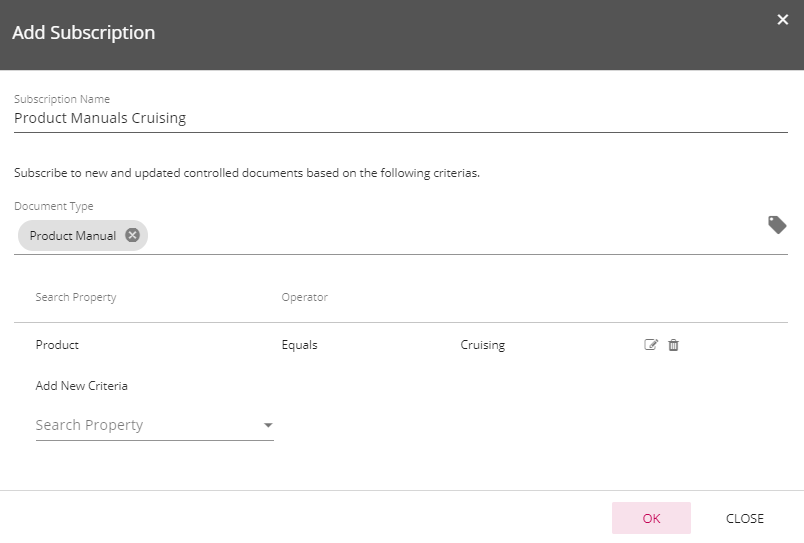 Add Subscription
Subscription Name
Product Manuals Cruising
Subscribe to new and updated controlled documents based on the following criterias.
Document Type
Product Manual
Search Property Operator
Product Equals Cruising
Add New Criteria
Search Property
OK CLOSE